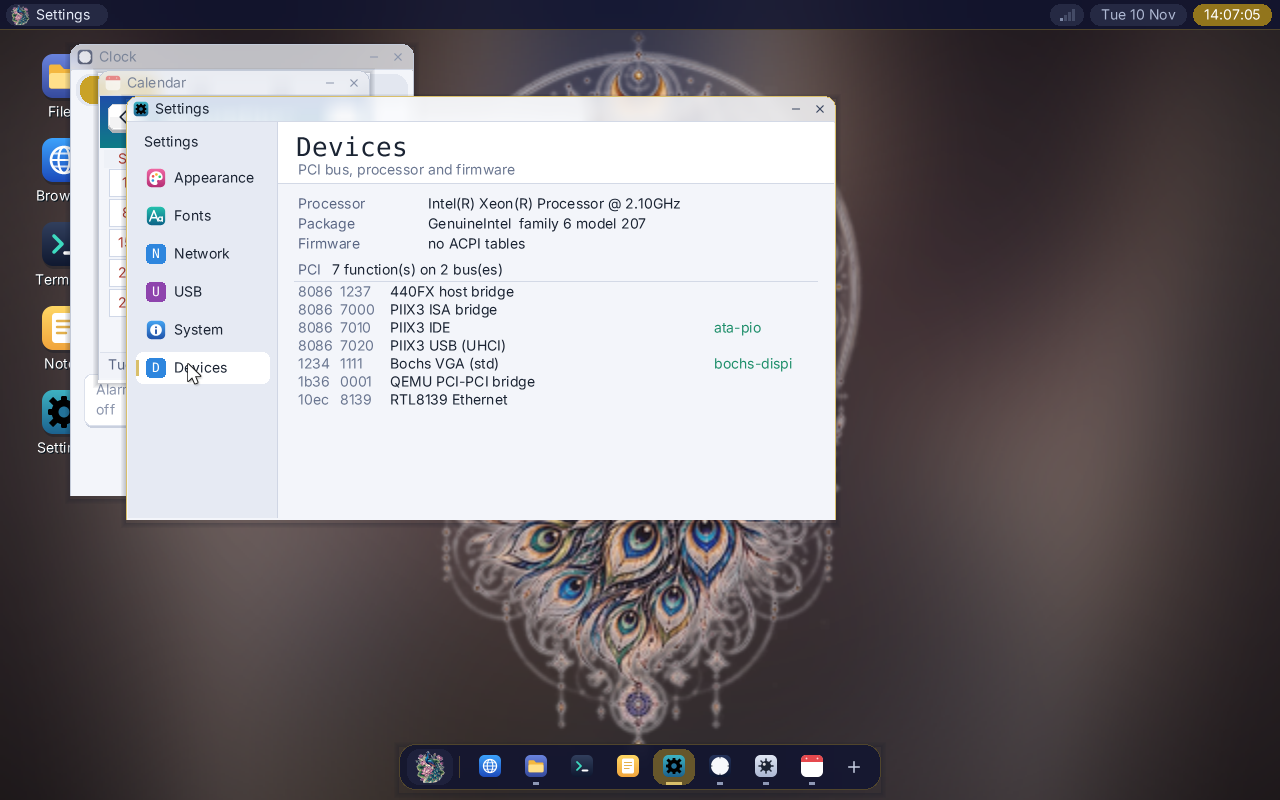 Settings
Tue 10 Nov
14:07:05
Clock
Calendar
Settings
Settings
Appearance
Fonts
Network
USB
System
Devices
Devices
PCI bus, processor and firmware
Processor Intel(R) Xeon(R) Processor @ 2.10GHz
Package GenuineIntel family 6 model 207
Firmware no ACPI tables
PCI 7 function(s) on 2 bus(es)
8086 1237 440FX host bridge
8086 7000 PIIX3 ISA bridge
8086 7010 PIIX3 IDE ata-pio
8086 7020 PIIX3 USB (UHCI)
1234 1111 Bochs VGA (std) bochs-dispi
1b36 0001 QEMU PCI-PCI bridge
10ec 8139 RTL8139 Ethernet
off